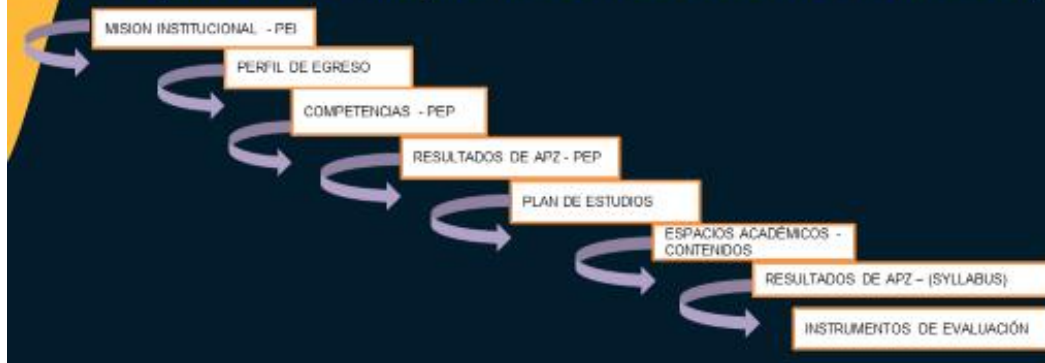 MISION INSTITUCIONAL - PEI
PERFIL DE EGRESO
COMPETENCIAS - PEP
RESULTADOS DE APZ - PEP
PLAN DE ESTUDIOS
ESPACIOS ACADÉMICOS -
CONTENIDOS
RESULTADOS DE APZ – (SYLLABUS)
INSTRUMENTOS DE EVALUACIÓN